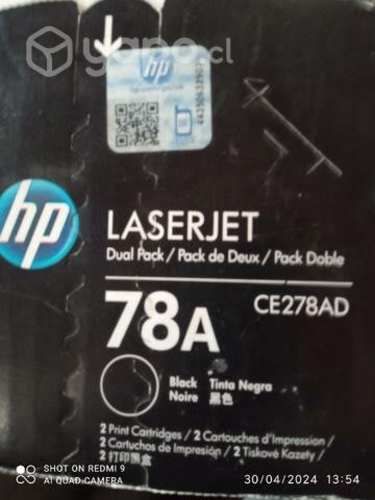 yapo.cl
hp
hp
LASERJET
Dual Pack / Pack de Deux / Pack Doble
78A
CE278AD
Black Tinta Negra
Noire 黑色
2 Print Cartridges / 2 Cartouches d'Impression /
2 Cartuchos de Impresión / 2 Tiskové Kazety /
2 打印墨盒
SHOT ON REDMI 9
AI QUAD CAMERA
30/04/2024 13:54